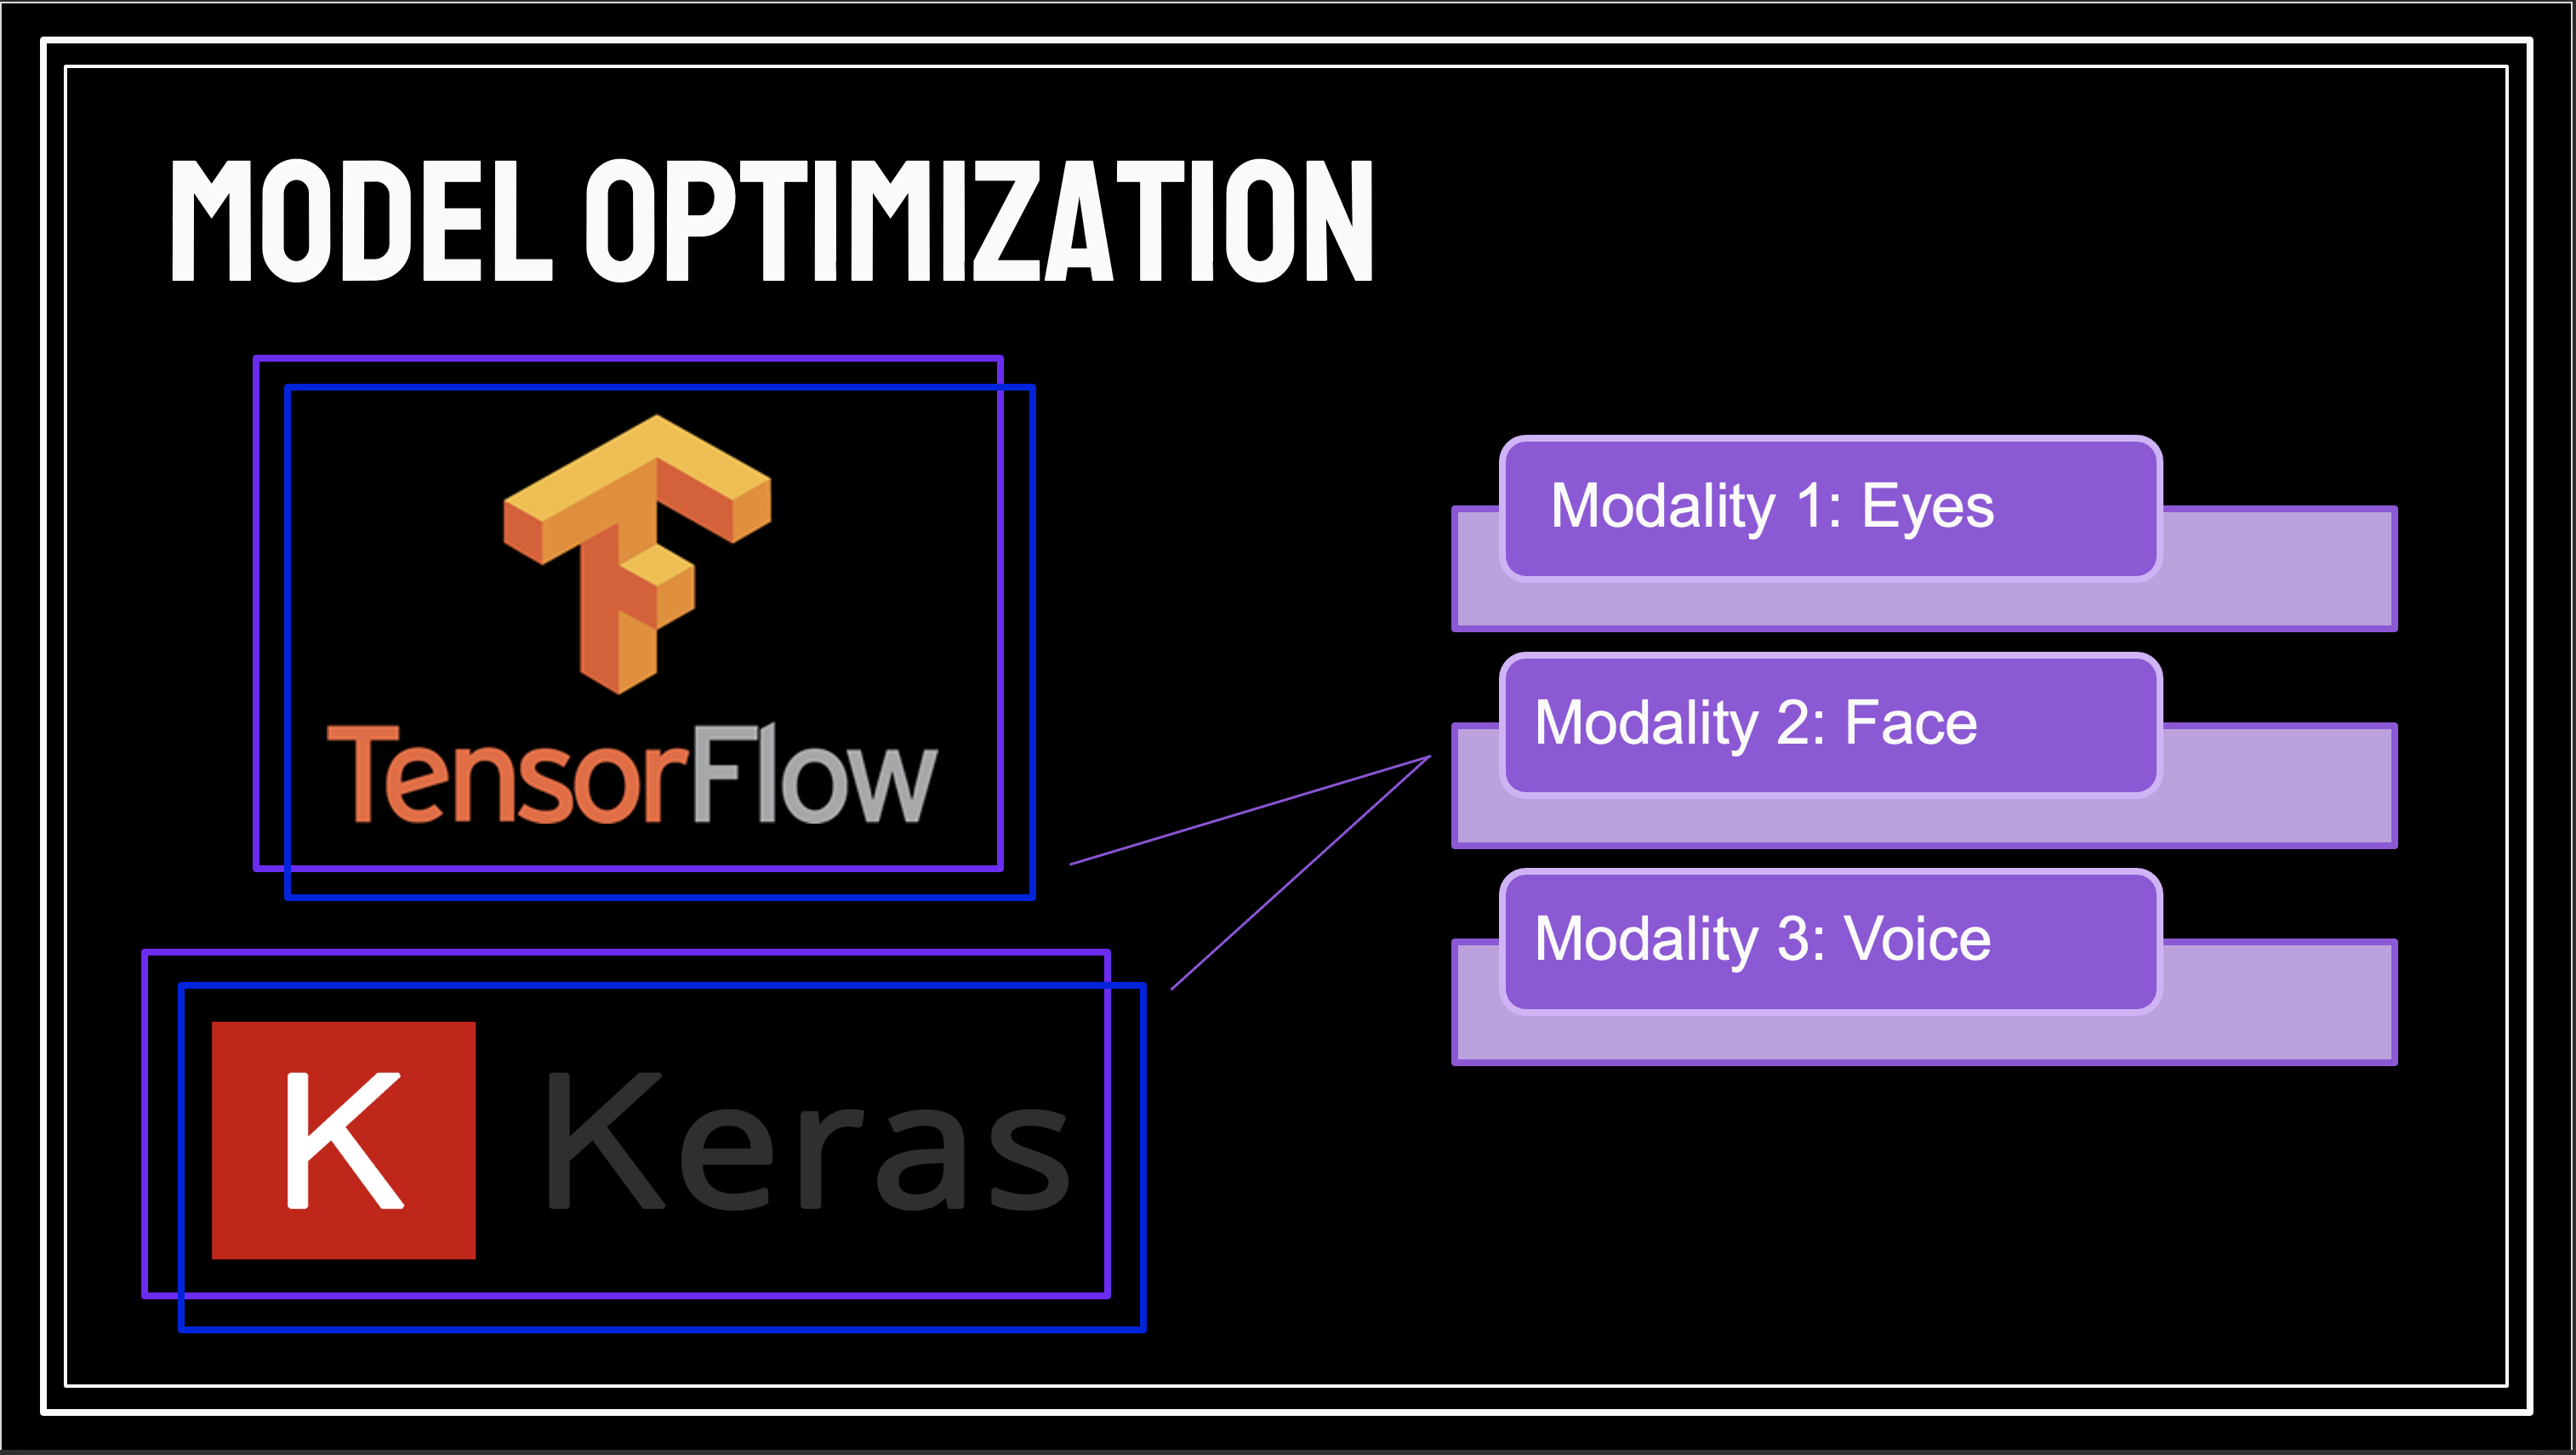 MODEL OPTIMIZATION
TensorFlow
K Keras
Modality 1: Eyes
Modality 2: Face
Modality 3: Voice